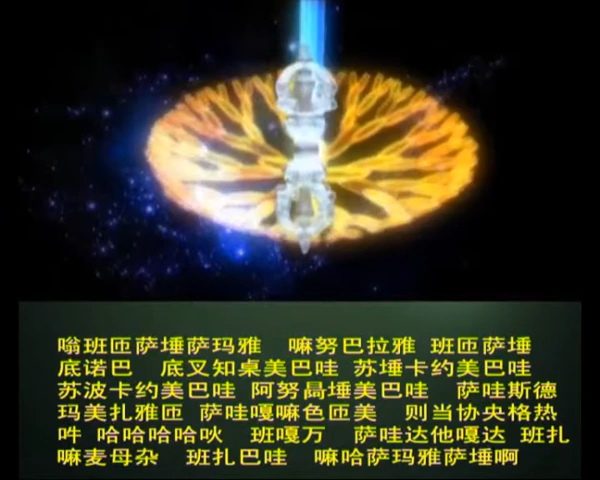 嗡班匝萨埵萨玛雅 嘛努巴拉雅 班匝萨埵
底诺巴 底叉知桌美巴哇 苏埵卡约美巴哇
苏波卡约美巴哇 阿努晑埵美巴哇 萨哇斯德
玛美扎雅匝 萨哇嘎嘛色匝美 则当协央格热
吽 哈哈哈哈吙 班嘎万 萨哇达他嘎达 班扎
嘛麦母杂 班扎巴哇 嘛哈萨玛雅萨埵啊